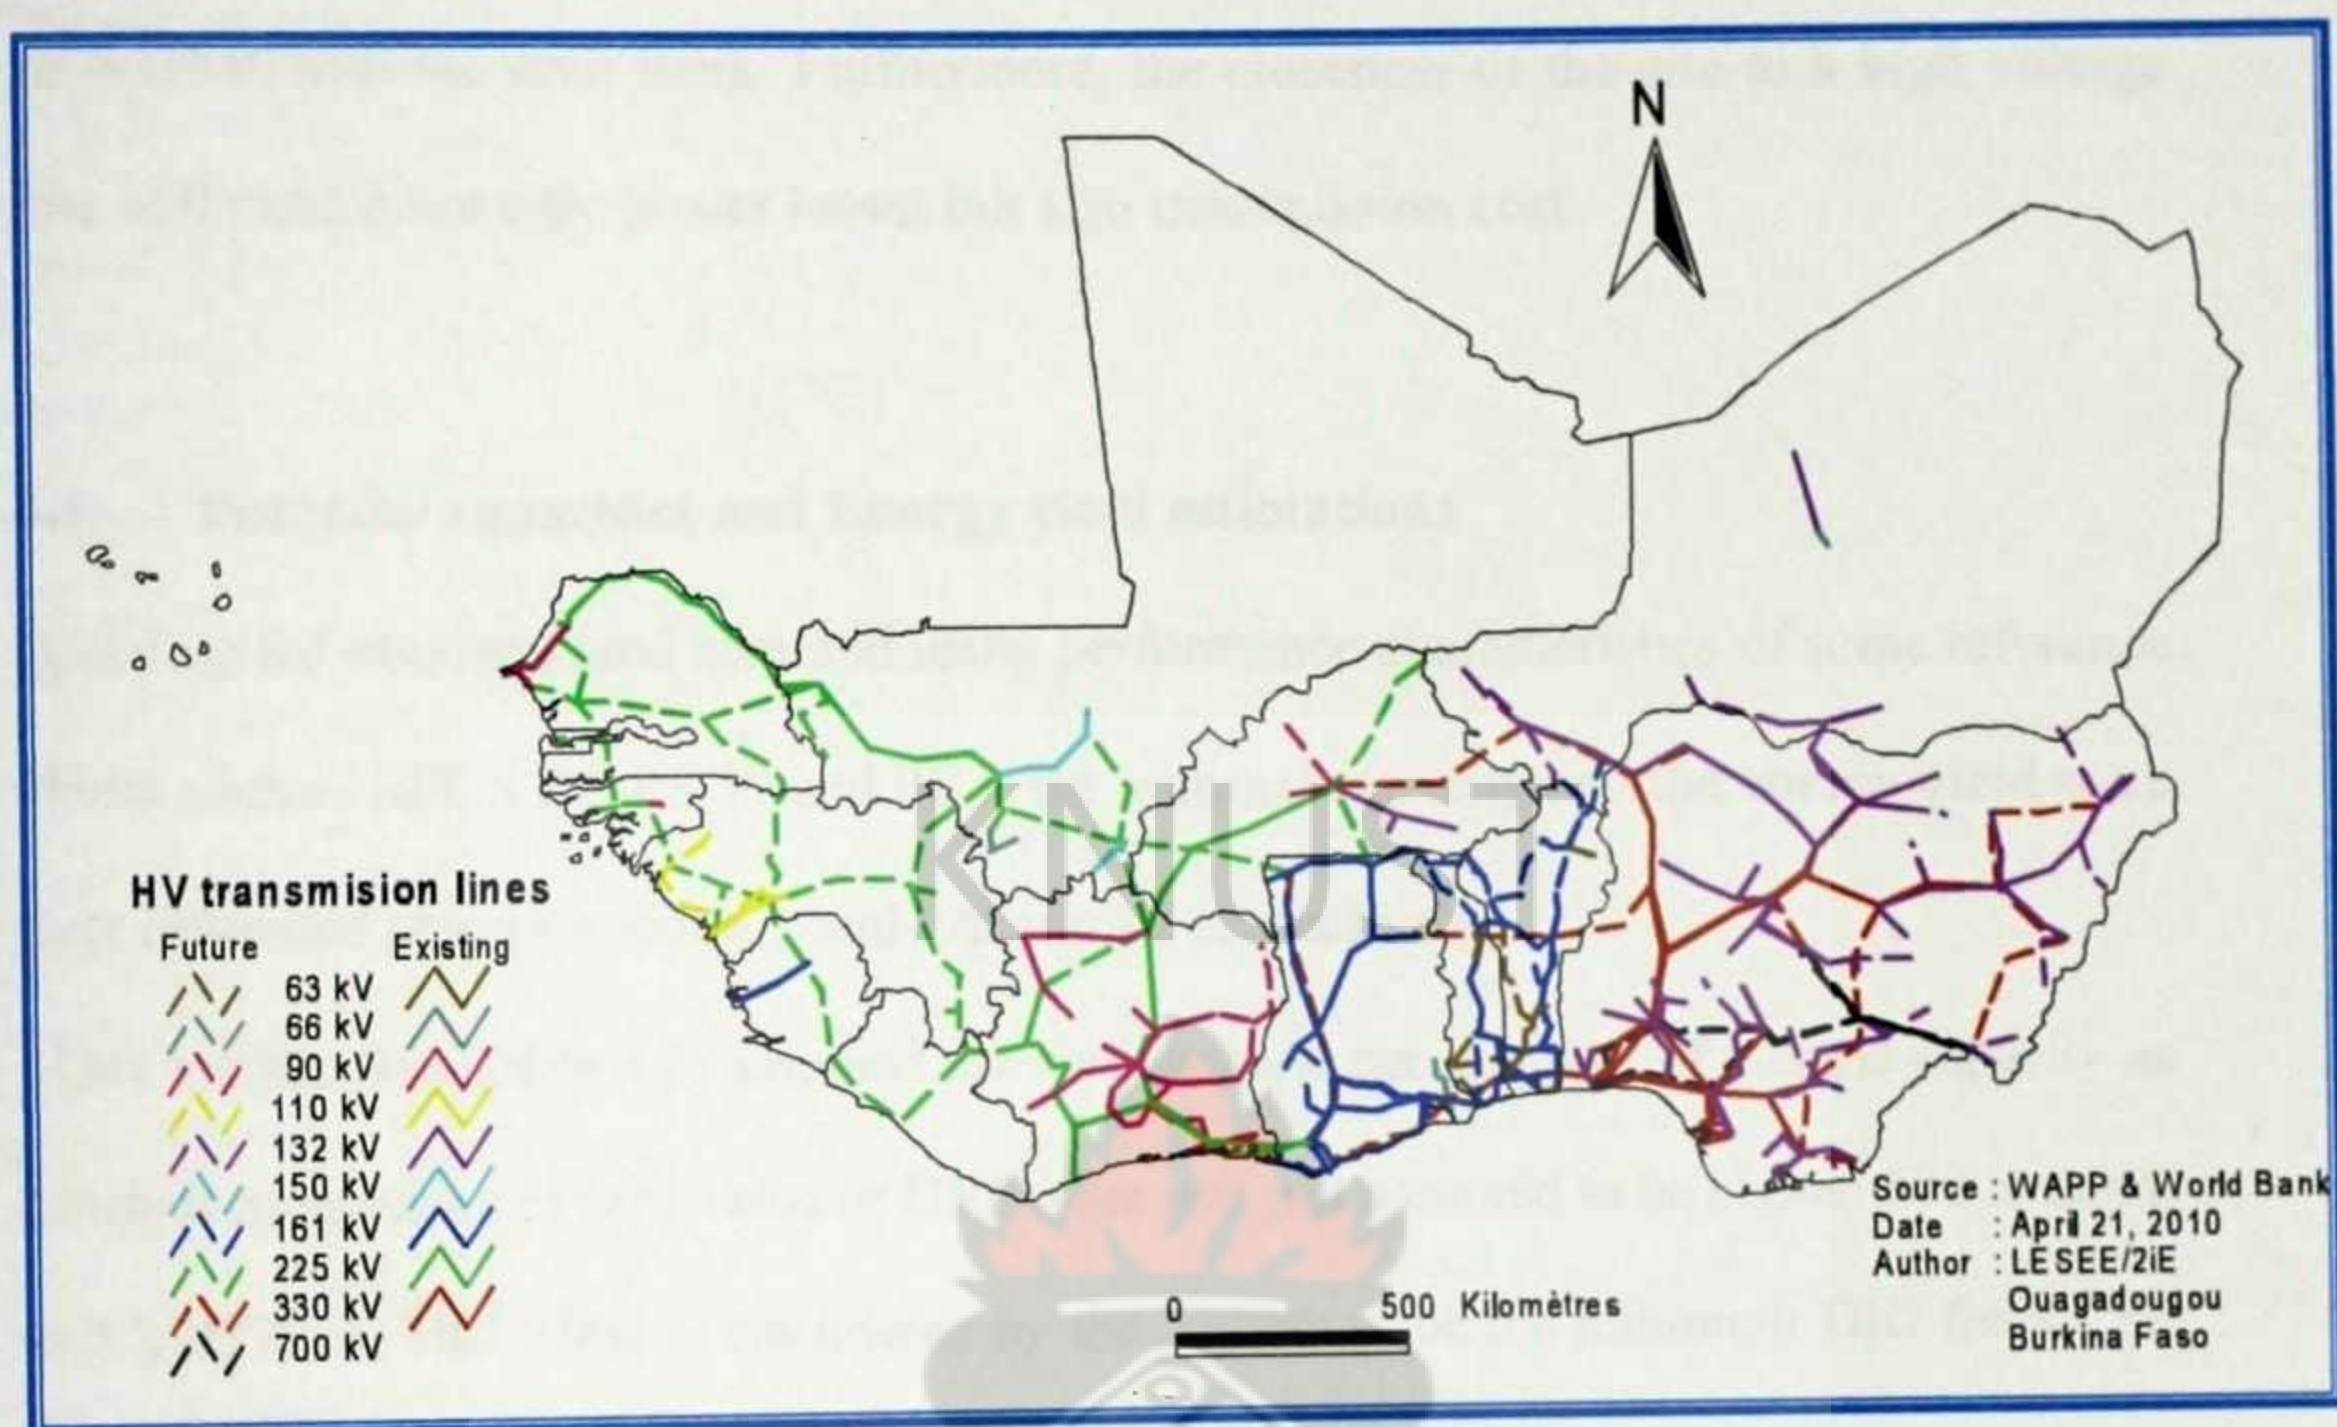 N
KNUST
HV transmision lines
Future Existing
63 kV
66 kV
90 kV
110 kV
132 kV
150 kV
161 kV
225 kV
330 kV
700 kV
0 500 Kilomètres
Source : WAPP & World Bank
Date : April 21, 2010
Author : LESEE/2iE
Ouagadougou
Burkina Faso